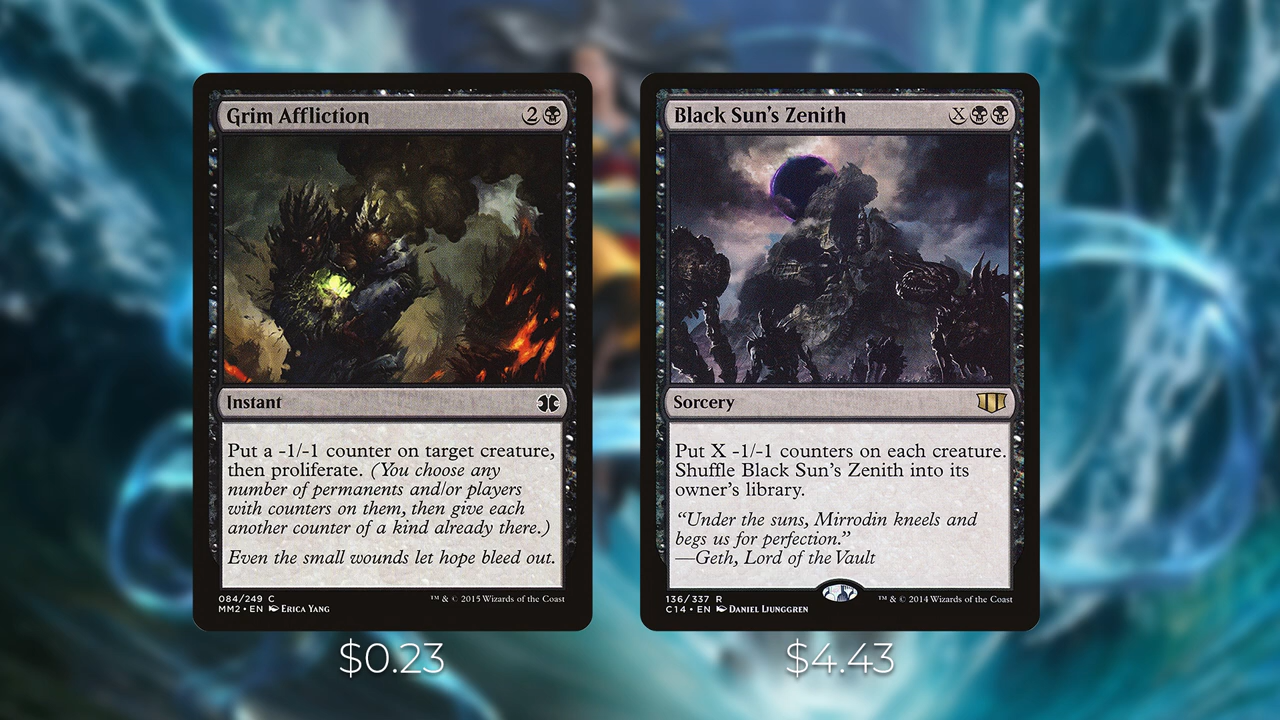 Grim Affliction 2
Instant
Put a -1/-1 counter on target creature,
then proliferate. (You choose any
number of permanents and/or players
with counters on them, then give each
another counter of a kind already there.)
Even the small wounds let hope bleed out.
084/249 C
MM2 • EN Erica Yang
™ & © 2015 Wizards of the Coast
$0.23
Black Sun's Zenith X
Sorcery
Put X -1/-1 counters on each creature.
Shuffle Black Sun's Zenith into its
owner's library.
"Under the suns, Mirrodin kneels and
begs us for perfection."
—Geth, Lord of the Vault
136/337 R
C14 • EN Daniel Ljunggren
™ & © 2014 Wizards of the Coast
$4.43